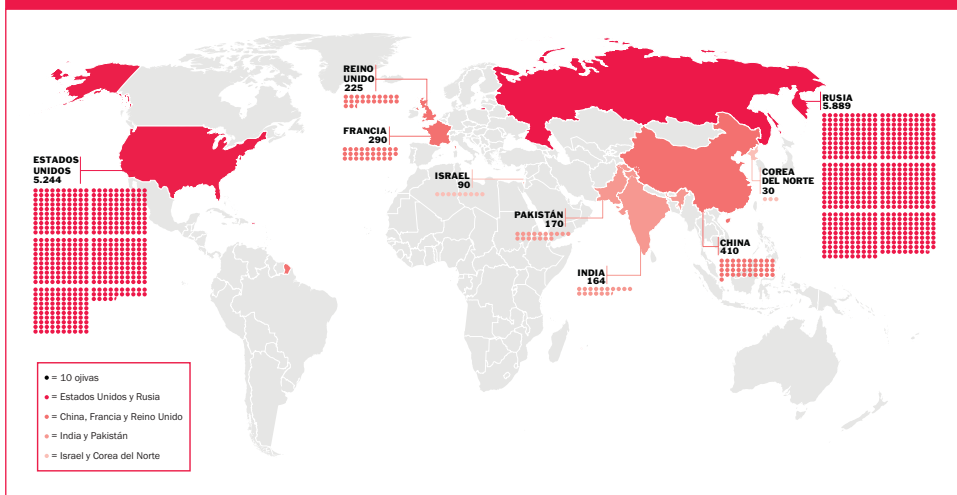 REINO
UNIDO
225
FRANCIA
290
ESTADOS
UNIDOS
5.244
ISRAEL
90
PAKISTÁN
170
INDIA
164
RUSIA
5.889
COREA
DEL NORTE
30
CHINA
410
= 10 ojivas
= Estados Unidos y Rusia
= China, Francia y Reino Unido
= India y Pakistán
= Israel y Corea del Norte